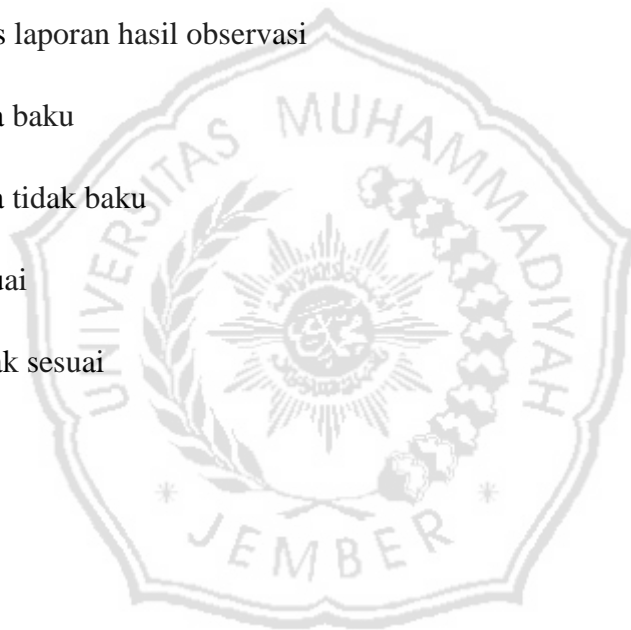 s laporan hasil observasi
a baku
a tidak baku
uai
ak sesuai
UNIVERSITAS MUHAMMADIYAH
JEMBER